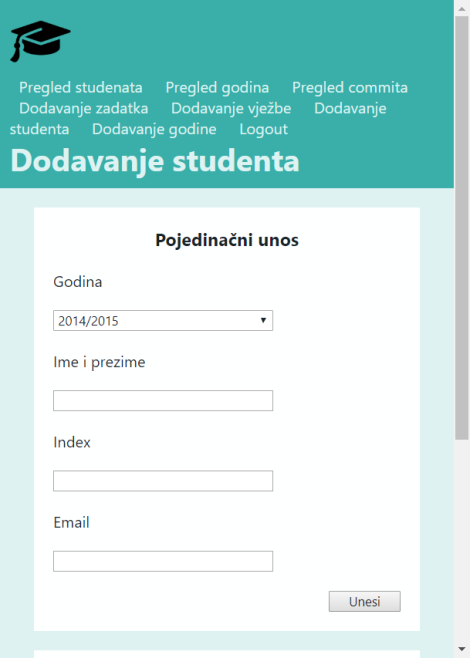 Pregled studenata Pregled godina Pregled commita
Dodavanje zadatka Dodavanje vježbe Dodavanje
studenta Dodavanje godine Logout
Dodavanje studenta
Pojedinačni unos
Godina
2014/2015
Ime i prezime
Index
Email
Unesi